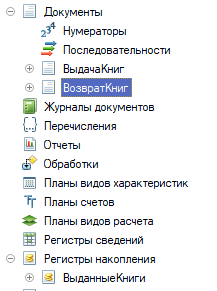 Документы
Нумераторы
Последовательности
ВыдачаКниг
ВозвратКниг
Журналы документов
Перечисления
Отчеты
Обработки
Планы видов характеристик
Планы счетов
Планы видов расчета
Регистры сведений
Регистры накопления
ВыданныеКниги